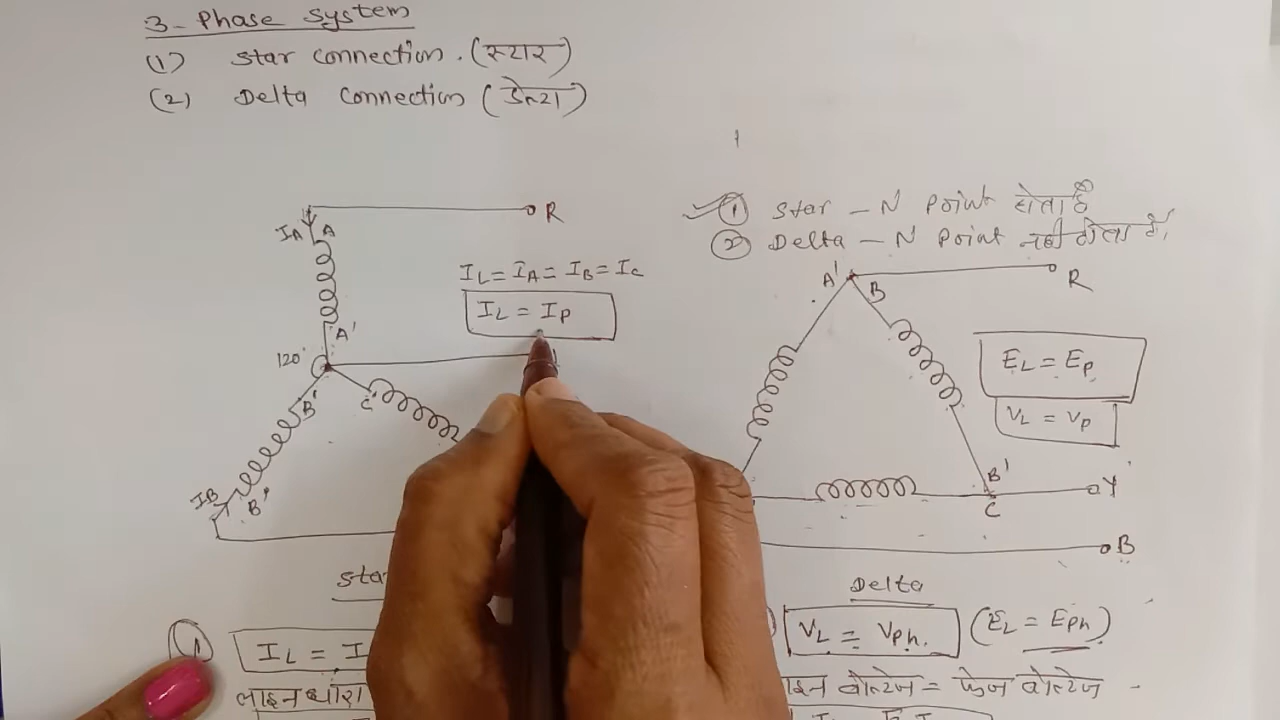 3- Phase System
(1) Star connection. (स्टार)
(2) Delta Connection (डेल्टा)
① Star - N Point होता है
② Delta - N Point नही होता है।
R
IA A
IL = IA = IB = IC
IL = IP
A'
120°
B'
C'
IB
B'
A'
B
R
EL = EP
VL = VP
B'
C
Y
B
Star
Delta
IL = I
VL = VPh. (EL = EPh)
लाइन धारा
वोल्टेज = फेज वोल्टेज -